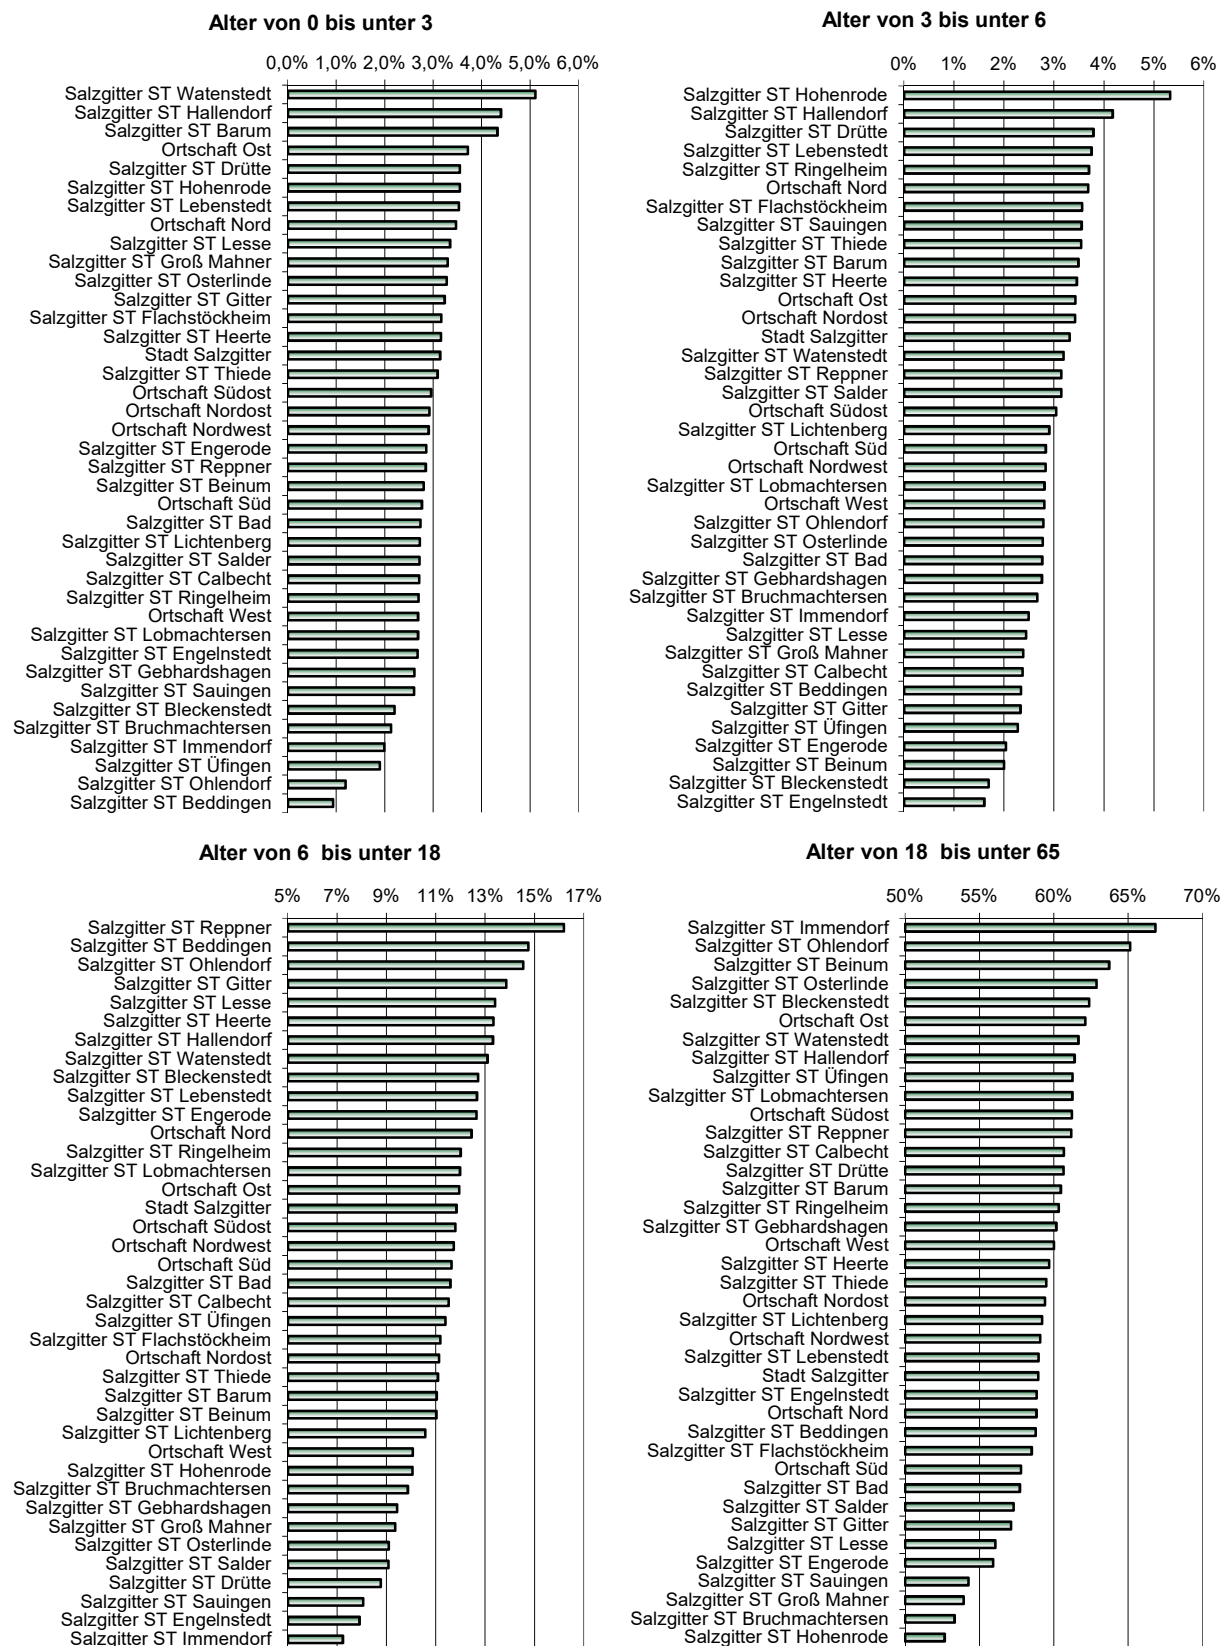 Alter von 0 bis unter 3
0,0% 1,0% 2,0% 3,0% 4,0% 5,0% 6,0%
Salzgitter ST Watenstedt
Salzgitter ST Hallendorf
Salzgitter ST Barum
Ortschaft Ost
Salzgitter ST Drütte
Salzgitter ST Hohenrode
Salzgitter ST Lebenstedt
Ortschaft Nord
Salzgitter ST Lesse
Salzgitter ST Groß Mahner
Salzgitter ST Osterlinde
Salzgitter ST Gitter
Salzgitter ST Flachstöckheim
Salzgitter ST Heerte
Stadt Salzgitter
Salzgitter ST Thiede
Ortschaft Südost
Ortschaft Nordost
Ortschaft Nordwest
Salzgitter ST Engerode
Salzgitter ST Reppner
Salzgitter ST Beinum
Ortschaft Süd
Salzgitter ST Bad
Salzgitter ST Lichtenberg
Salzgitter ST Salder
Salzgitter ST Calbecht
Salzgitter ST Ringelheim
Ortschaft West
Salzgitter ST Lobmachtersen
Salzgitter ST Engelnstedt
Salzgitter ST Gebhardshagen
Salzgitter ST Sauingen
Salzgitter ST Bleckenstedt
Salzgitter ST Bruchmachtersen
Salzgitter ST Immendorf
Salzgitter ST Üfingen
Salzgitter ST Ohlendorf
Salzgitter ST Beddingen
Alter von 3 bis unter 6
0% 1% 2% 3% 4% 5% 6%
Salzgitter ST Hohenrode
Salzgitter ST Hallendorf
Salzgitter ST Drütte
Salzgitter ST Lebenstedt
Salzgitter ST Ringelheim
Ortschaft Nord
Salzgitter ST Flachstöckheim
Salzgitter ST Sauingen
Salzgitter ST Thiede
Salzgitter ST Barum
Salzgitter ST Heerte
Ortschaft Ost
Ortschaft Nordost
Stadt Salzgitter
Salzgitter ST Watenstedt
Salzgitter ST Reppner
Salzgitter ST Salder
Ortschaft Südost
Salzgitter ST Lichtenberg
Ortschaft Süd
Ortschaft Nordwest
Salzgitter ST Lobmachtersen
Ortschaft West
Salzgitter ST Ohlendorf
Salzgitter ST Osterlinde
Salzgitter ST Bad
Salzgitter ST Gebhardshagen
Salzgitter ST Bruchmachtersen
Salzgitter ST Immendorf
Salzgitter ST Lesse
Salzgitter ST Groß Mahner
Salzgitter ST Calbecht
Salzgitter ST Beddingen
Salzgitter ST Gitter
Salzgitter ST Üfingen
Salzgitter ST Engerode
Salzgitter ST Beinum
Salzgitter ST Bleckenstedt
Salzgitter ST Engelnstedt
Alter von 6 bis unter 18
5% 7% 9% 11% 13% 15% 17%
Salzgitter ST Reppner
Salzgitter ST Beddingen
Salzgitter ST Ohlendorf
Salzgitter ST Gitter
Salzgitter ST Lesse
Salzgitter ST Heerte
Salzgitter ST Hallendorf
Salzgitter ST Watenstedt
Salzgitter ST Bleckenstedt
Salzgitter ST Lebenstedt
Salzgitter ST Engerode
Ortschaft Nord
Salzgitter ST Ringelheim
Salzgitter ST Lobmachtersen
Ortschaft Ost
Stadt Salzgitter
Ortschaft Südost
Ortschaft Nordwest
Ortschaft Süd
Salzgitter ST Bad
Salzgitter ST Calbecht
Salzgitter ST Üfingen
Salzgitter ST Flachstöckheim
Ortschaft Nordost
Salzgitter ST Thiede
Salzgitter ST Barum
Salzgitter ST Beinum
Salzgitter ST Lichtenberg
Ortschaft West
Salzgitter ST Hohenrode
Salzgitter ST Bruchmachtersen
Salzgitter ST Gebhardshagen
Salzgitter ST Groß Mahner
Salzgitter ST Osterlinde
Salzgitter ST Salder
Salzgitter ST Drütte
Salzgitter ST Sauingen
Salzgitter ST Engelnstedt
Salzgitter ST Immendorf
Alter von 18 bis unter 65
50% 55% 60% 65% 70%
Salzgitter ST Immendorf
Salzgitter ST Ohlendorf
Salzgitter ST Beinum
Salzgitter ST Osterlinde
Salzgitter ST Bleckenstedt
Ortschaft Ost
Salzgitter ST Watenstedt
Salzgitter ST Hallendorf
Salzgitter ST Üfingen
Salzgitter ST Lobmachtersen
Ortschaft Südost
Salzgitter ST Reppner
Salzgitter ST Calbecht
Salzgitter ST Drütte
Salzgitter ST Barum
Salzgitter ST Ringelheim
Salzgitter ST Gebhardshagen
Ortschaft West
Salzgitter ST Heerte
Salzgitter ST Thiede
Ortschaft Nordost
Salzgitter ST Lichtenberg
Ortschaft Nordwest
Salzgitter ST Lebenstedt
Stadt Salzgitter
Salzgitter ST Engelnstedt
Ortschaft Nord
Salzgitter ST Beddingen
Salzgitter ST Flachstöckheim
Ortschaft Süd
Salzgitter ST Bad
Salzgitter ST Salder
Salzgitter ST Gitter
Salzgitter ST Lesse
Salzgitter ST Engerode
Salzgitter ST Sauingen
Salzgitter ST Groß Mahner
Salzgitter ST Bruchmachtersen
Salzgitter ST Hohenrode